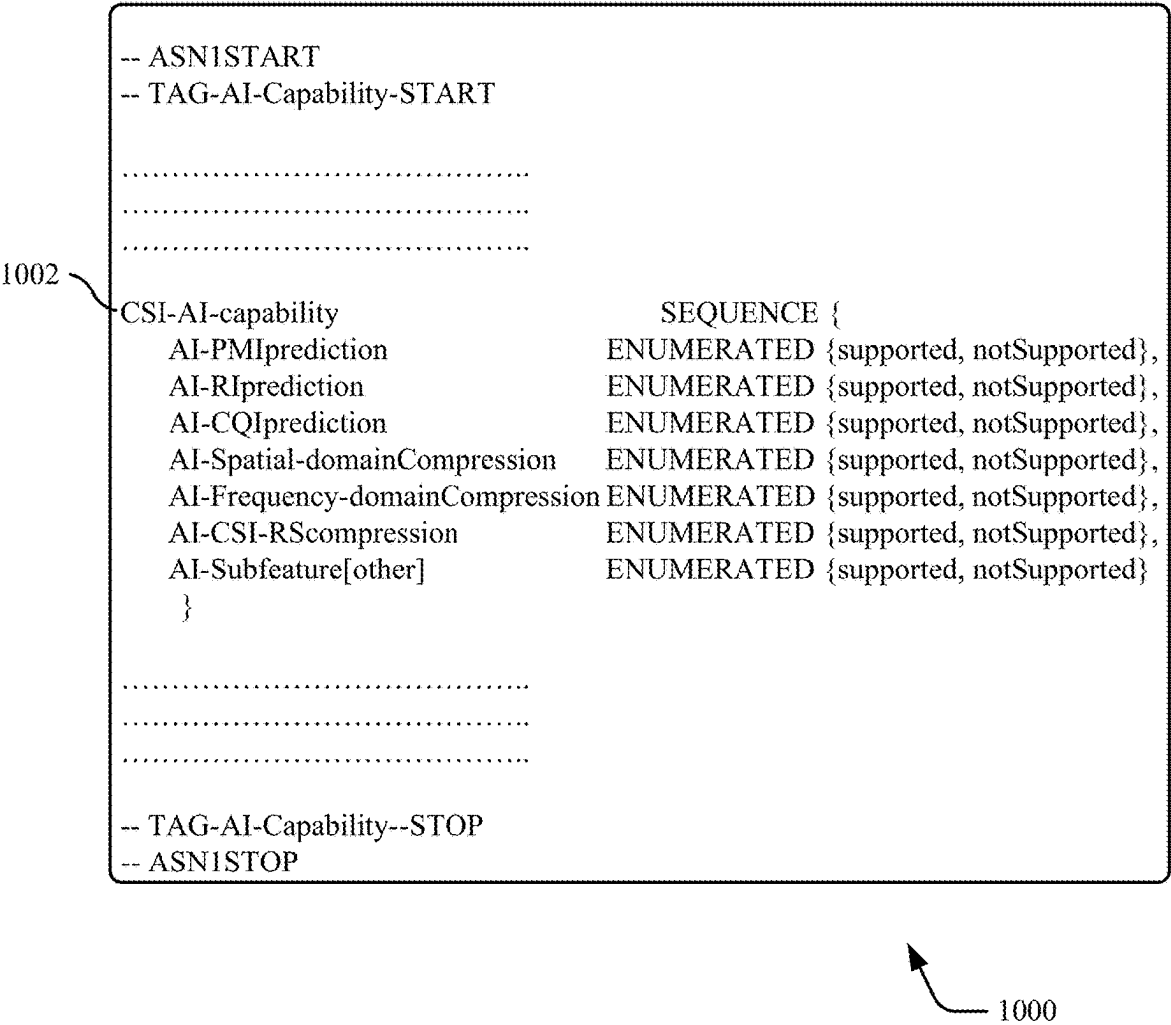 -- ASN1START
-- TAG-AI-Capability-START
.........................................
.........................................
.........................................
1002
CSI-AI-capability SEQUENCE {
AI-PMIprediction ENUMERATED {supported, notSupported},
AI-RIprediction ENUMERATED {supported, notSupported},
AI-CQIprediction ENUMERATED {supported, notSupported},
AI-Spatial-domainCompression ENUMERATED {supported, notSupported},
AI-Frequency-domainCompression ENUMERATED {supported, notSupported},
AI-CSI-RScompression ENUMERATED {supported, notSupported},
AI-Subfeature[other] ENUMERATED {supported, notSupported}
}
.........................................
.........................................
.........................................
-- TAG-AI-Capability--STOP
-- ASN1STOP
1000